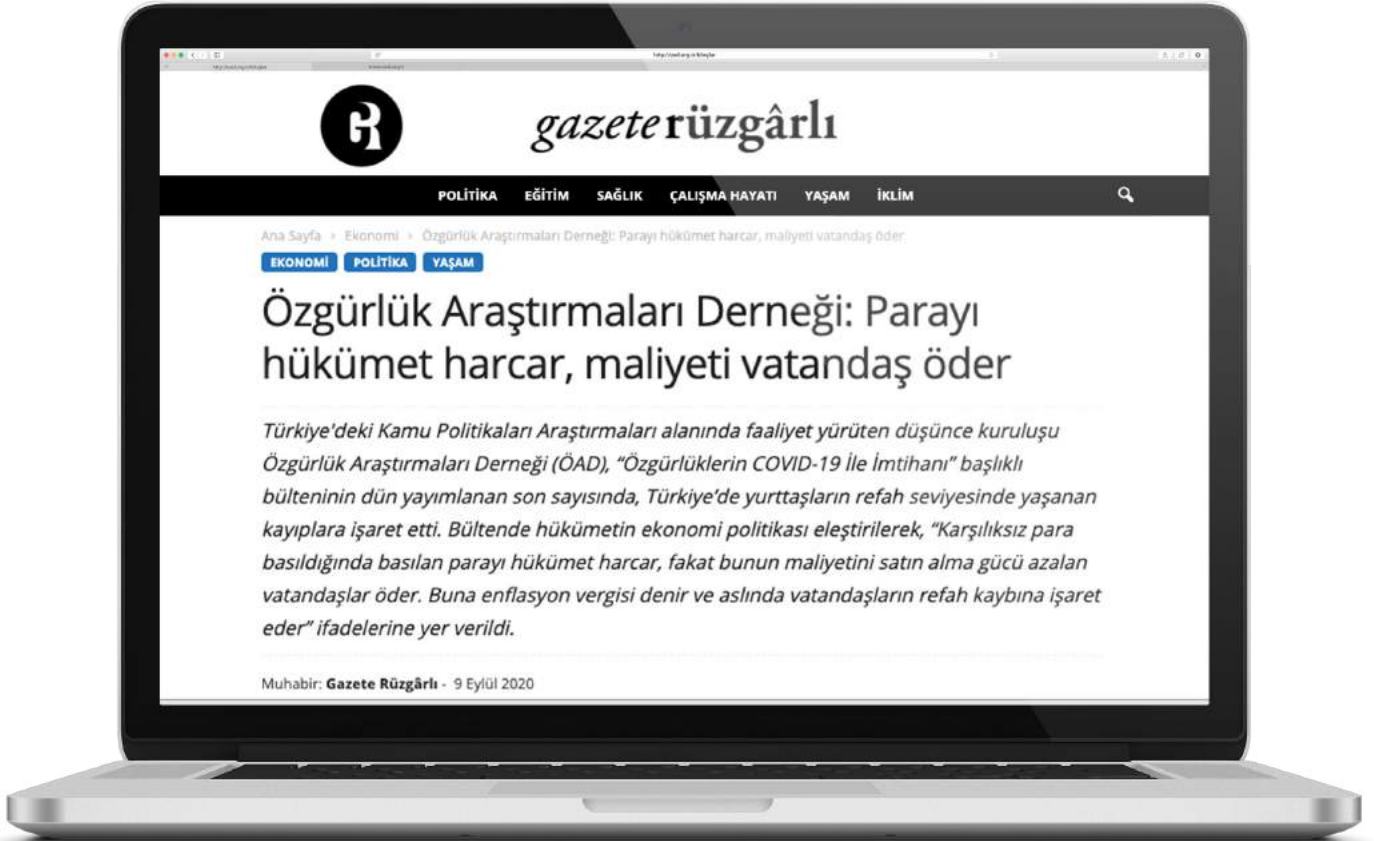 gazete rüzgârlı
POLİTİKA EĞİTİM SAĞLIK ÇALIŞMA HAYATI YAŞAM İKLİM
Ana Sayfa Ekonomi Özgürlük Araştırmaları Derneği: Parayı hükümet harcar, maliyeti vatandaş öder
EKONOMİ POLİTİKA YAŞAM
Özgürlük Araştırmaları Derneği: Parayı
hükümet harcar, maliyeti vatandaş öder
Türkiye'deki Kamu Politikaları Araştırmaları alanında faaliyet yürüten düşünce kuruluşu
Özgürlük Araştırmaları Derneği (ÖAD), “Özgürlüklerin COVID-19 İle İmtihanı” başlıklı
bülteninin dün yayımlanan son sayısında, Türkiye’de yurttaşların refah seviyesinde yaşanan
kayıplara işaret etti. Bültende hükümetin ekonomi politikası eleştirilerek, “Karşılıksız para
basıldığında basılan parayı hükümet harcar, fakat bunun maliyetini satın alma gücü azalan
vatandaşlar öder. Buna enflasyon vergisi denir ve aslında vatandaşların refah kaybına işaret
eder” ifadelerine yer verildi.
Muhabir: Gazete Rüzgârlı - 9 Eylül 2020